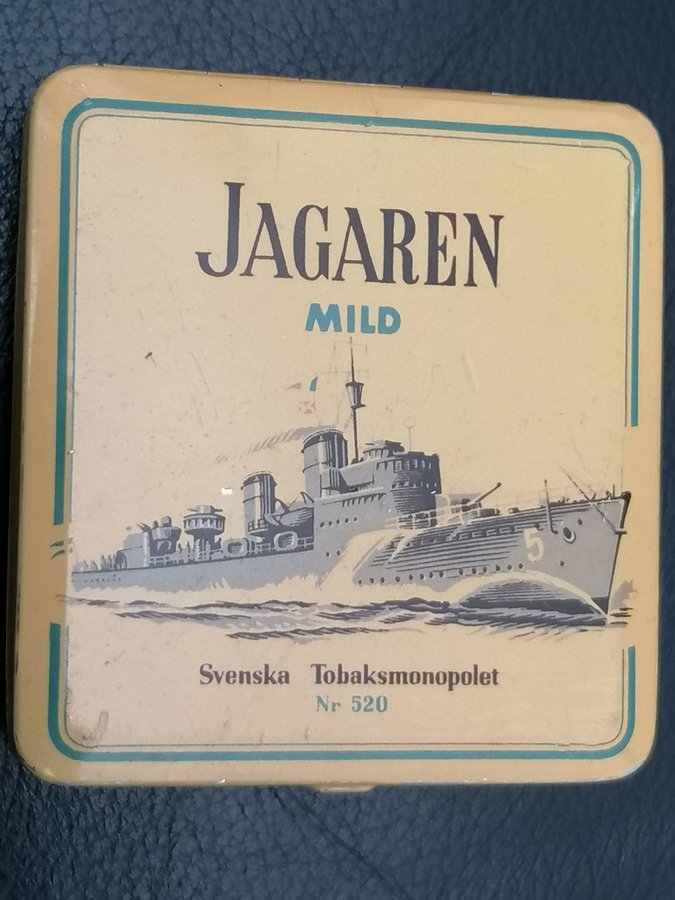 JAGAREN
MILD
5
Svenska Tobaksmonopolet
Nr 520